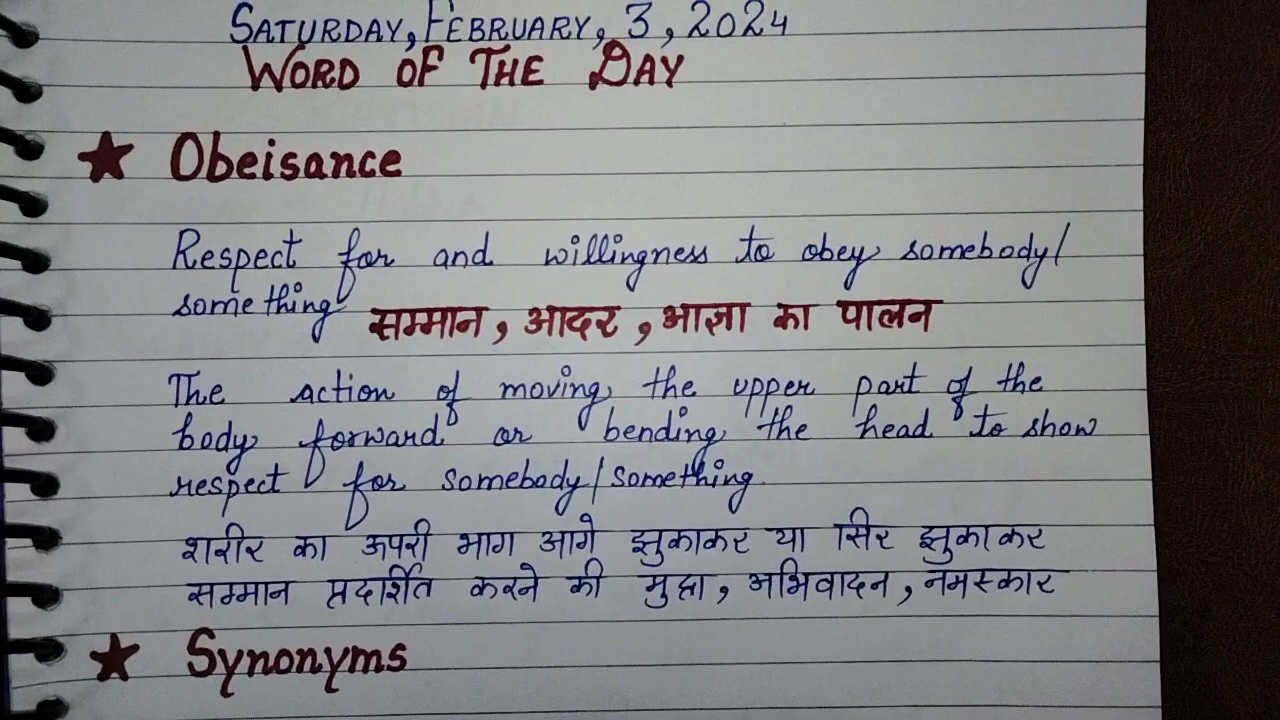 SATURDAY, FEBRUARY, 3, 2024
WORD OF THE DAY
★ Obeisance
Respect for and willingness to obey somebody/
something सम्मान, आदर, आज्ञा का पालन
The action of moving the upper part of the
body forward or bending the head to show
respect for somebody/something.
शरीर का ऊपरी भाग आगे झुकाकर या सिर झुकाकर
सम्मान प्रदर्शित करने की मुद्रा, अभिवादन, नमस्कार
★ Synonyms